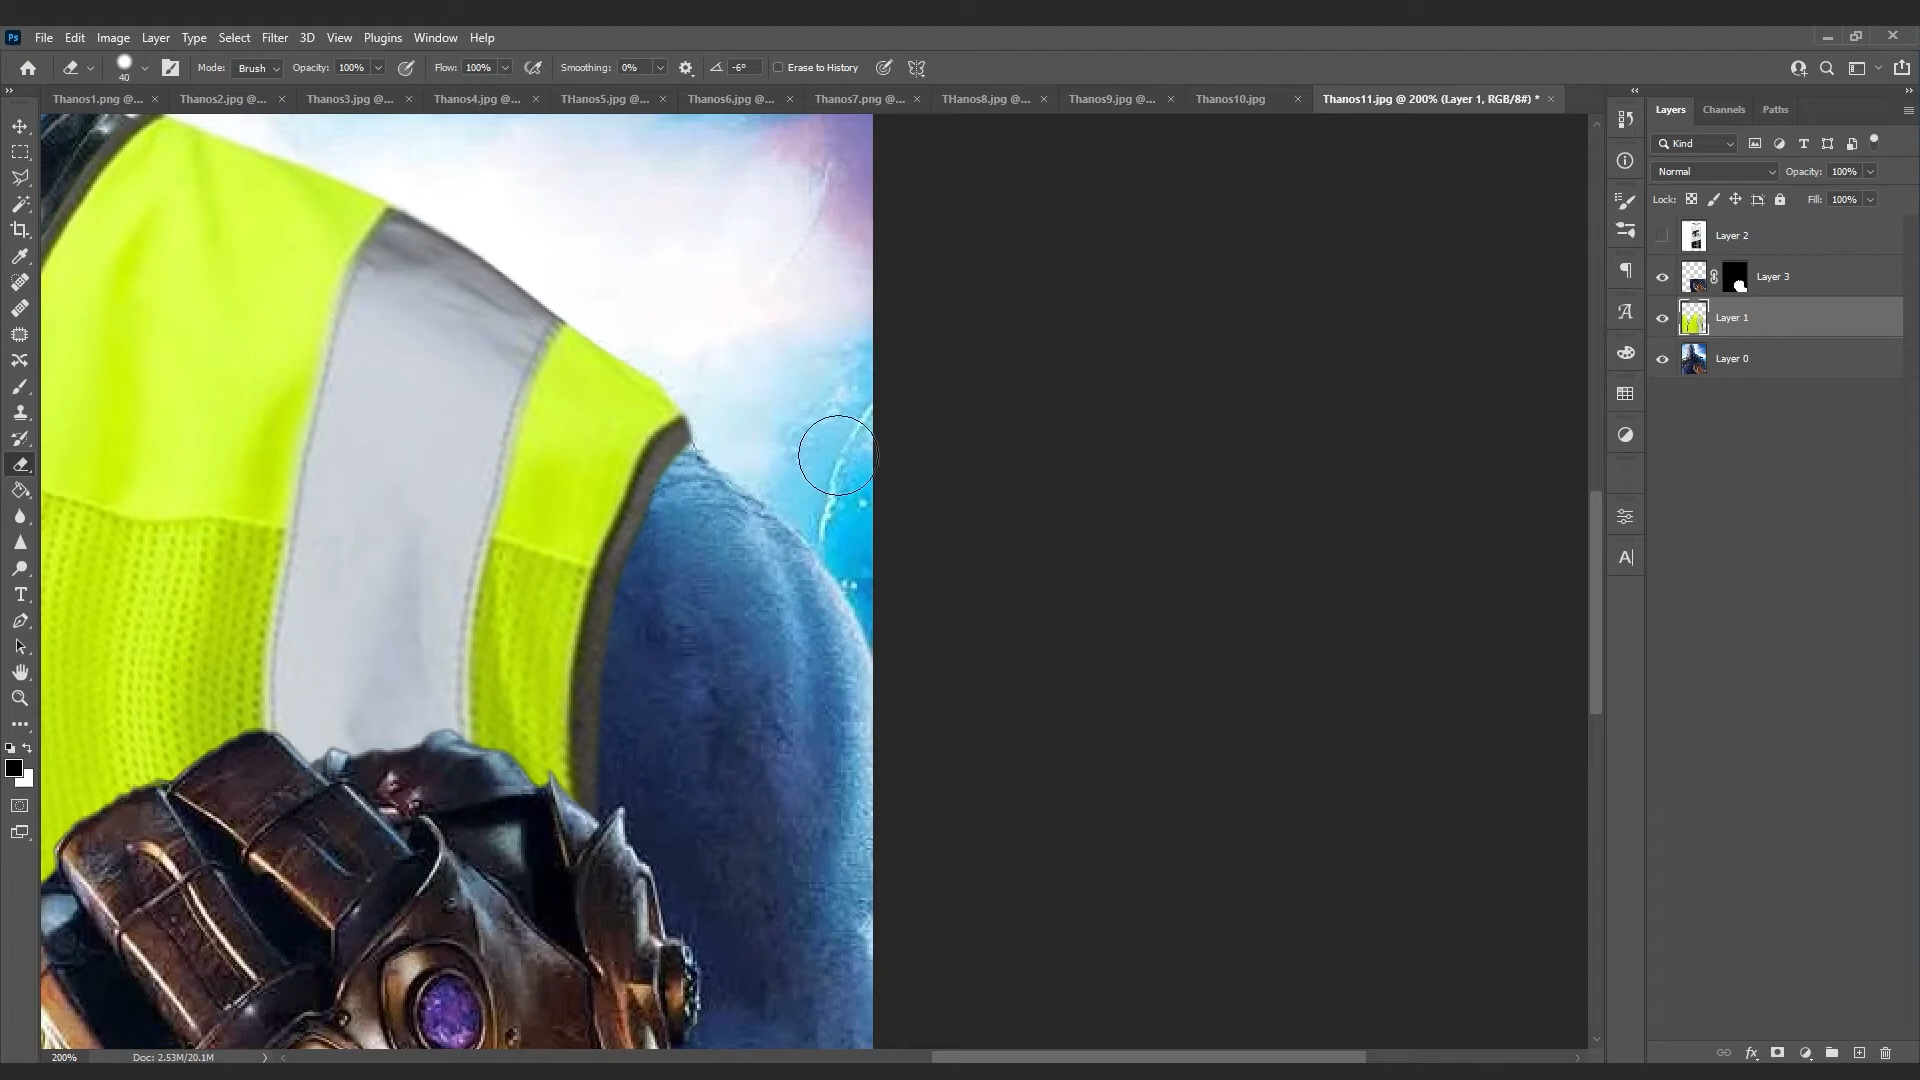 Ps File Edit Image Layer Type Select Filter 3D View Plugins Window Help
40 Mode: Brush Opacity: 100% Flow: 100% Smoothing: 0% -6° Erase to History
Thanos1.png @... Thanos2.jpg @... Thanos3.jpg @... Thanos4.jpg @... THanos5.jpg @... Thanos6.jpg @... Thanos7.png @... THanos8.jpg @... Thanos9.jpg @... Thanos10.jpg Thanos11.jpg @ 200% (Layer 1, RGB/8#) *
Layers Channels Paths
Kind
Normal Opacity: 100%
Lock: Fill: 100%
Layer 2
Layer 3
Layer 1
Layer 0
200% Doc: 2.53M/20.1M